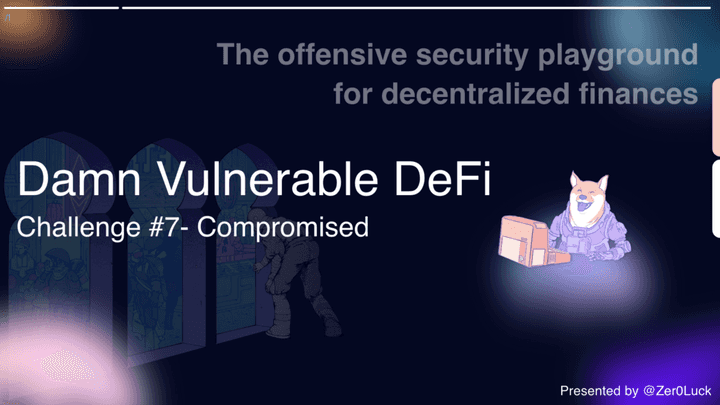 The offensive security playground
for decentralized finances
Damn Vulnerable DeFi
Challenge #7- Compromised
Presented by @Zer0Luck